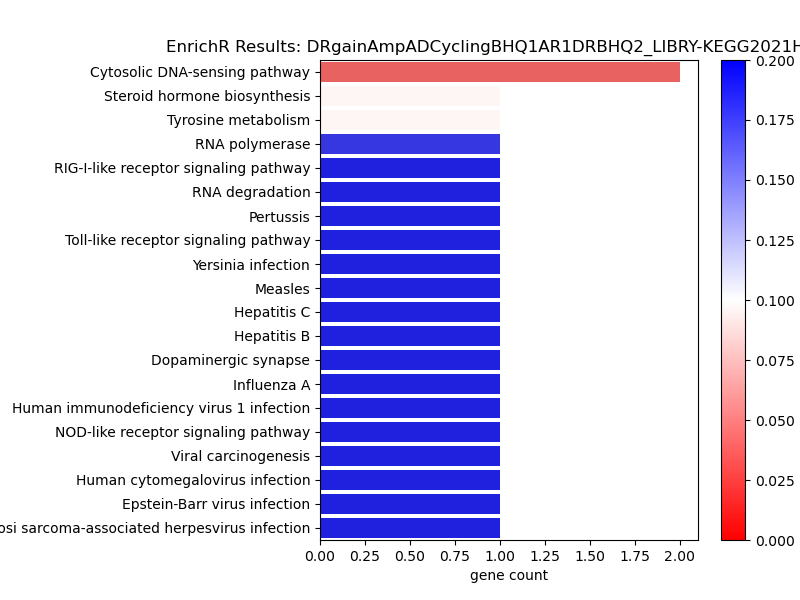 EnrichR Results: DRgainAmpADCyclingBHQ1AR1DRBHQ2_LIBRY-KEGG2021H
Cytosolic DNA-sensing pathway
Steroid hormone biosynthesis
Tyrosine metabolism
RNA polymerase
RIG-I-like receptor signaling pathway
RNA degradation
Pertussis
Toll-like receptor signaling pathway
Yersinia infection
Measles
Hepatitis C
Hepatitis B
Dopaminergic synapse
Influenza A
Human immunodeficiency virus 1 infection
NOD-like receptor signaling pathway
Viral carcinogenesis
Human cytomegalovirus infection
Epstein-Barr virus infection
osi sarcoma-associated herpesvirus infection
0.00 0.25 0.50 0.75 1.00 1.25 1.50 1.75 2.00
gene count
0.200
0.175
0.150
0.125
0.100
0.075
0.050
0.025
0.000